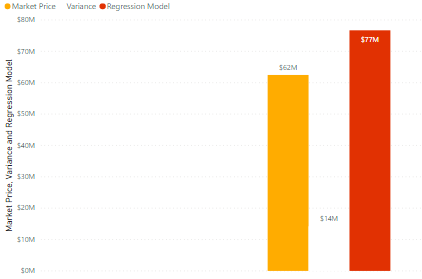 Market Price Variance Regression Model
$80M
$70M
$60M
$50M
$40M
$30M
$20M
$10M
$0M
Market Price, Variance and Regression Model
$62M
$14M
$77M